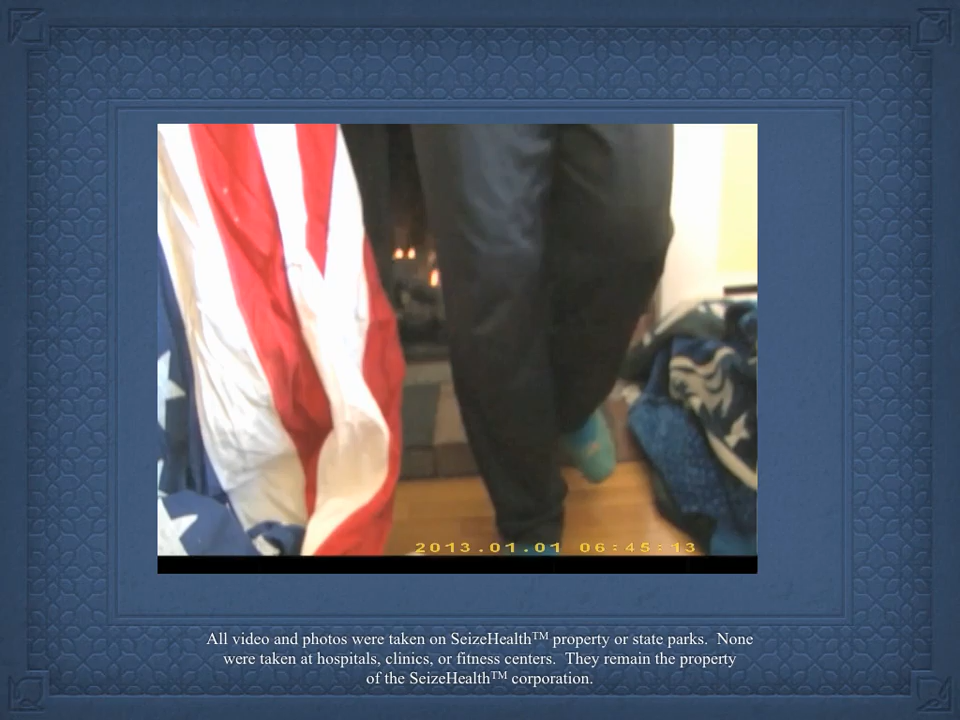 2013.01.01 06:45:13
All video and photos were taken on SeizeHealth™ property or state parks.  None
were taken at hospitals, clinics, or fitness centers.  They remain the property
of the SeizeHealth™ corporation.